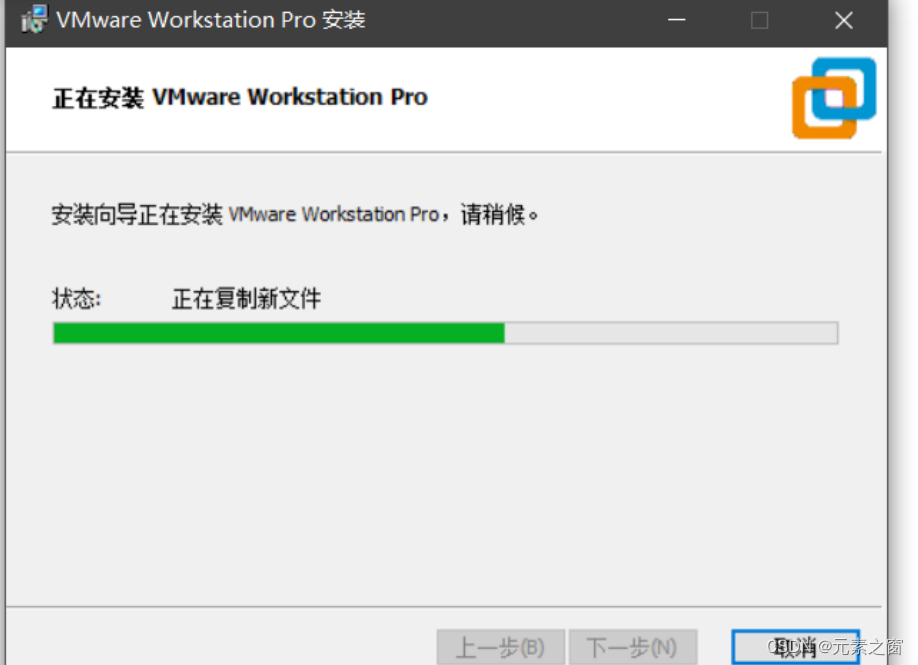 VMware Workstation Pro 安装
正在安装 VMware Workstation Pro
安装向导正在安装 VMware Workstation Pro，请稍候。
状态: 正在复制新文件
上一步(B) 下一步(N) 取消
CSDN @元素之窗